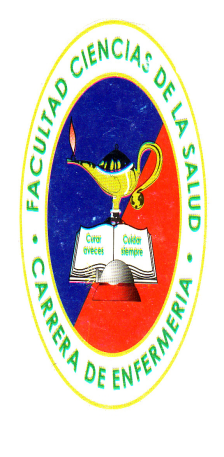 FACULTAD CIENCIAS DE LA SALUD
Curar Cuidar
aveces siempre
• CARRERA DE ENFERMERIA •